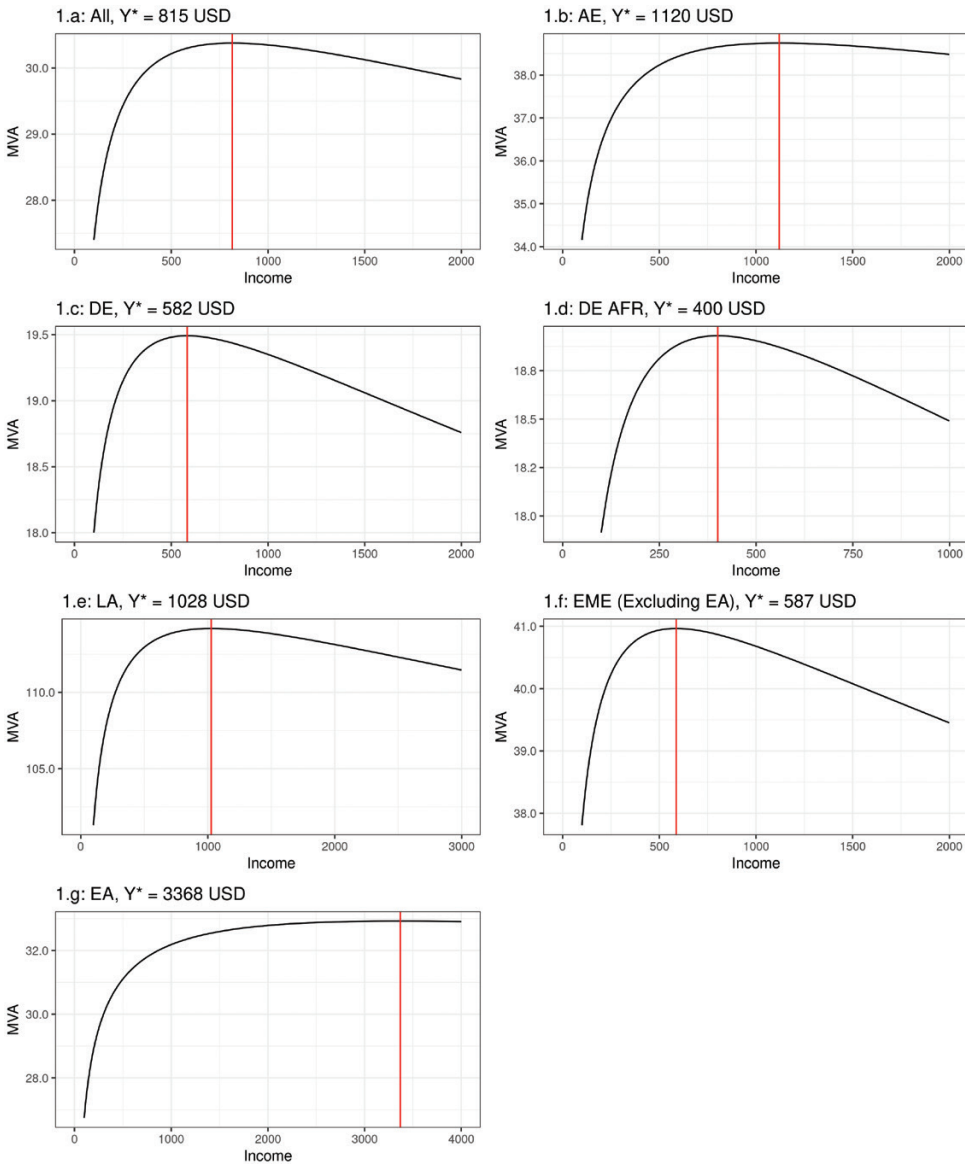 1.a: All, Y* = 815 USD
MVA
30.0
29.0
28.0
0 500 1000 1500 2000
Income
1.b: AE, Y* = 1120 USD
MVA
38.0
37.0
36.0
35.0
34.0
0 500 1000 1500 2000
Income
1.c: DE, Y* = 582 USD
MVA
19.5
19.0
18.5
18.0
0 500 1000 1500 2000
Income
1.d: DE AFR, Y* = 400 USD
MVA
18.8
18.5
18.2
18.0
0 250 500 750 1000
Income
1.e: LA, Y* = 1028 USD
MVA
110.0
105.0
0 1000 2000 3000
Income
1.f: EME (Excluding EA), Y* = 587 USD
MVA
41.0
40.0
39.0
38.0
0 500 1000 1500 2000
Income
1.g: EA, Y* = 3368 USD
MVA
32.0
30.0
28.0
0 1000 2000 3000 4000
Income